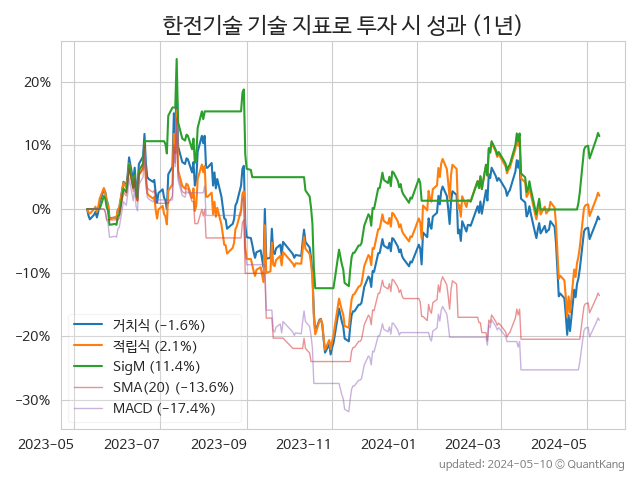 한전기술 기술 지표로 투자 시 성과 (1년)
20%
10%
0%
−10%
−20%
−30%
거치식 (−1.6%)
적립식 (2.1%)
SigM (11.4%)
SMA(20) (−13.6%)
MACD (−17.4%)
2023-05
2023-07
2023-09
2023-11
2024-01
2024-03
2024-05
updated: 2024-05-10 © QuantKang